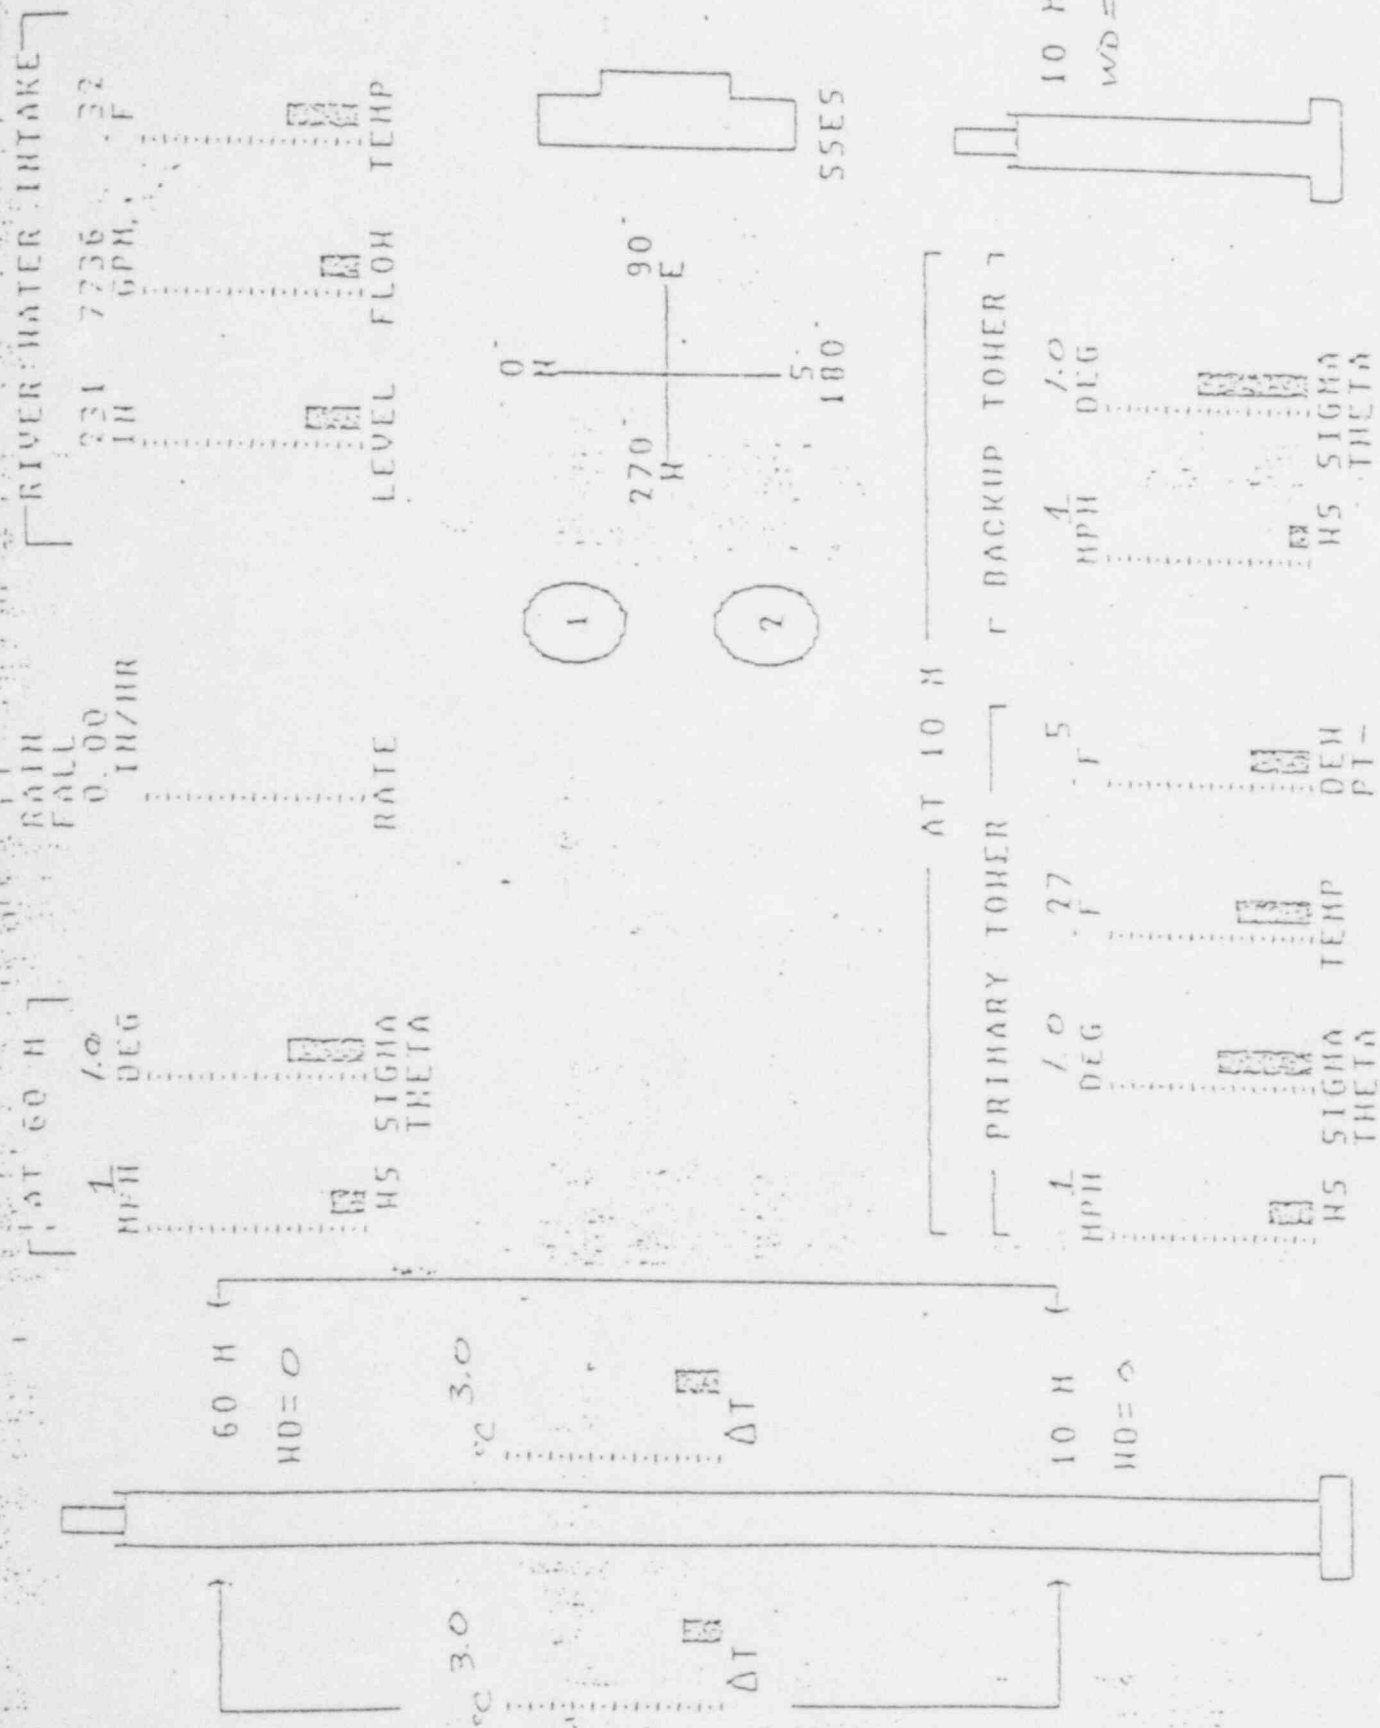 [ AT 60 M ]
1 1.0
MPH DEG
WS SIGMA
THETA
RAIN
FALL
0.00
IN/HR
RATE
RIVER WATER INTAKE
231 7736 32
IN GPM °F
LEVEL FLOW TEMP
60 M
WD= 0
°C 3.0
ΔT
°C 3.0
ΔT
10 M
WD= 0
1
2
0°
N
270° 90°
W E
S
180°
SSES
AT 10 M
PRIMARY TOWER
1 1.0 27 5
MPH DEG °F °F
WS SIGMA TEMP DEW
THETA PT-
BACKUP TOWER
1 1.0
MPH DEG
WS SIGMA
THETA
10 M
WD=